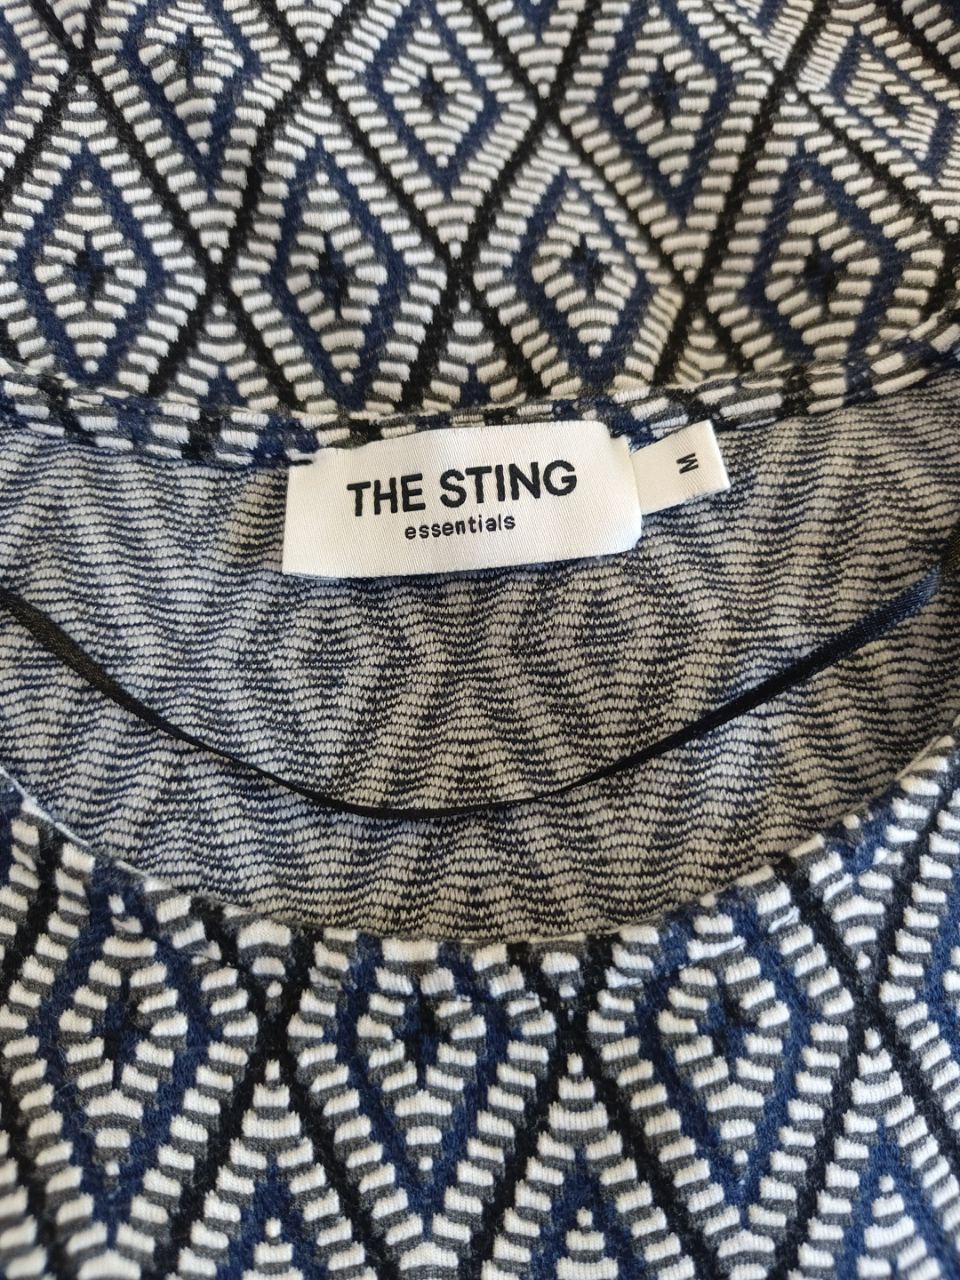 THE STING
essentials
M